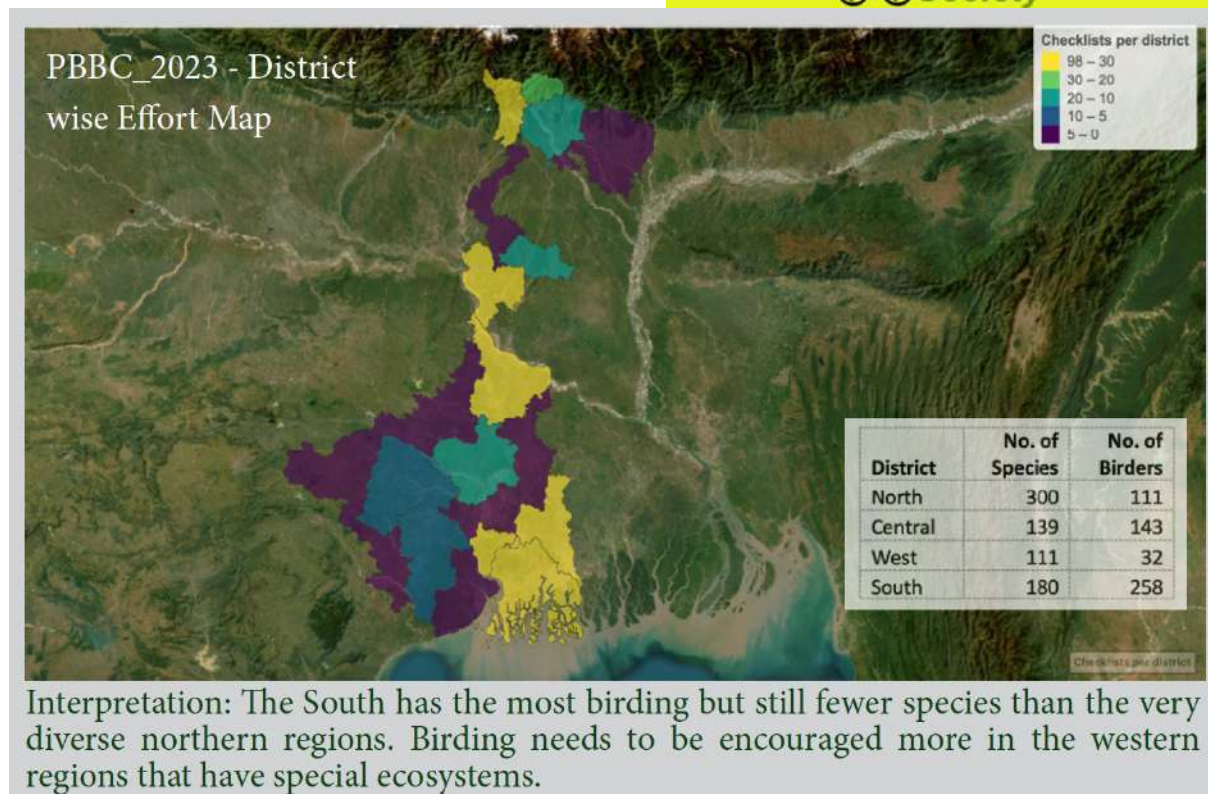 Society
PBBC_2023 - District
wise Effort Map
Checklists per district
98 – 30
30 – 20
20 – 10
10 – 5
5 – 0
District No. of Species No. of Birders
North 300 111
Central 139 143
West 111 32
South 180 258
Checklists per district
Interpretation: The South has the most birding but still fewer species than the very
diverse northern regions. Birding needs to be encouraged more in the western
regions that have special ecosystems.